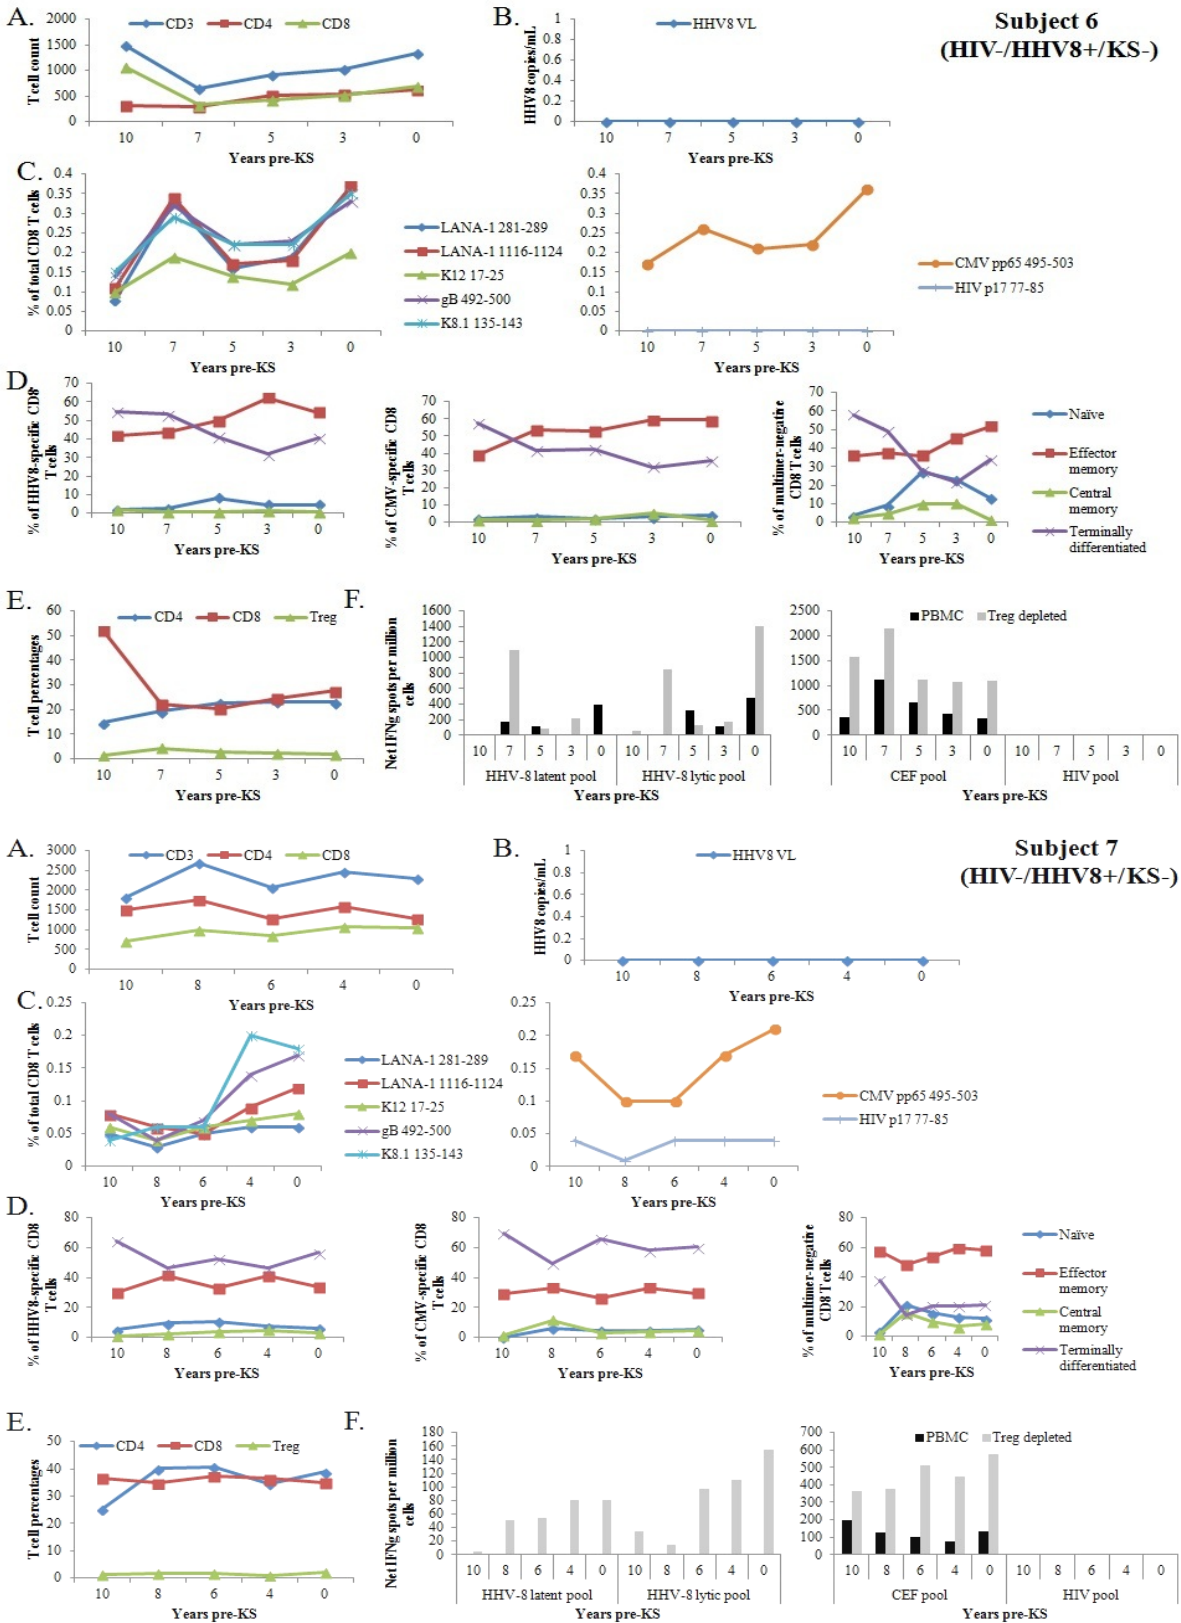 A.
CD3 CD4 CD8
T cell count
2000
1500
1000
500
0
10 7 5 3 0
Years pre-KS
B.
HHV8 VL
HHV8 copies/mL
1
0.8
0.6
0.4
0.2
0
10 7 5 3 0
Years pre-KS
Subject 6
(HIV-/HHV8+/KS-)
C.
% of total CD8 T cells
0.4
0.35
0.3
0.25
0.2
0.15
0.1
0.05
0
10 7 5 3 0
Years pre-KS
LANA-1 281-289
LANA-1 1116-1124
K12 17-25
gB 492-500
K8.1 135-143
0.4
0.35
0.3
0.25
0.2
0.15
0.1
0.05
0
10 7 5 3 0
Years pre-KS
CMV pp65 495-503
HIV p17 77-85
D.
% of HHV8-specific CD8
T cells
70
60
50
40
30
20
10
0
10 7 5 3 0
Years pre-KS
% of CMV-specific CD8
T cells
70
60
50
40
30
20
10
0
10 7 5 3 0
Years pre-KS
% of multimer-negative
CD8 T cells
70
60
50
40
30
20
10
0
10 7 5 3 0
Years pre-KS
Naïve
Effector
memory
Central
memory
Terminally
differentiated
E.
CD4 CD8 Treg
T cell percentages
60
50
40
30
20
10
0
10 7 5 3 0
Years pre-KS
F.
Net IFNg spots per million
cells
1600
1400
1200
1000
800
600
400
200
10 7 5 3 0 10 7 5 3 0
HHV-8 latent pool HHV-8 lytic pool
Years pre-KS
PBMC Treg depleted
2500
2000
1500
1000
500
0
10 7 5 3 0 10 7 5 3 0
CEF pool HIV pool
Years pre-KS
A.
CD3 CD4 CD8
T cell count
3000
2500
2000
1500
1000
500
0
10 8 6 4 0
Years pre-KS
B.
HHV8 VL
HHV8 copies/mL
1
0.8
0.6
0.4
0.2
0
10 8 6 4 0
Years pre-KS
Subject 7
(HIV-/HHV8+/KS-)
C.
% of total CD8 T cells
0.25
0.2
0.15
0.1
0.05
0
10 8 6 4 0
Years pre-KS
LANA-1 281-289
LANA-1 1116-1124
K12 17-25
gB 492-500
K8.1 135-143
0.25
0.2
0.15
0.1
0.05
0
10 8 6 4 0
Years pre-KS
CMV pp65 495-503
HIV p17 77-85
D.
% of HHV8-specific CD8
T cells
80
60
40
20
0
10 8 6 4 0
Years pre-KS
% of CMV-specific CD8
T cells
80
60
40
20
0
10 8 6 4 0
Years pre-KS
% of multimer-negative
CD8 T cells
80
60
40
20
0
10 8 6 4 0
Years pre-KS
Naïve
Effector
memory
Central
memory
Terminally
differentiated
E.
CD4 CD8 Treg
T cell percentages
50
40
30
20
10
0
10 8 6 4 0
Years pre-KS
F.
Net IFNg spots per million
cells
180
160
140
120
100
80
60
40
20
0
10 8 6 4 0 10 8 6 4 0
HHV-8 latent pool HHV-8 lytic pool
Years pre-KS
PBMC Treg depleted
700
600
500
400
300
200
100
0
10 8 6 4 0 10 8 6 4 0
CEF pool HIV pool
Years pre-KS